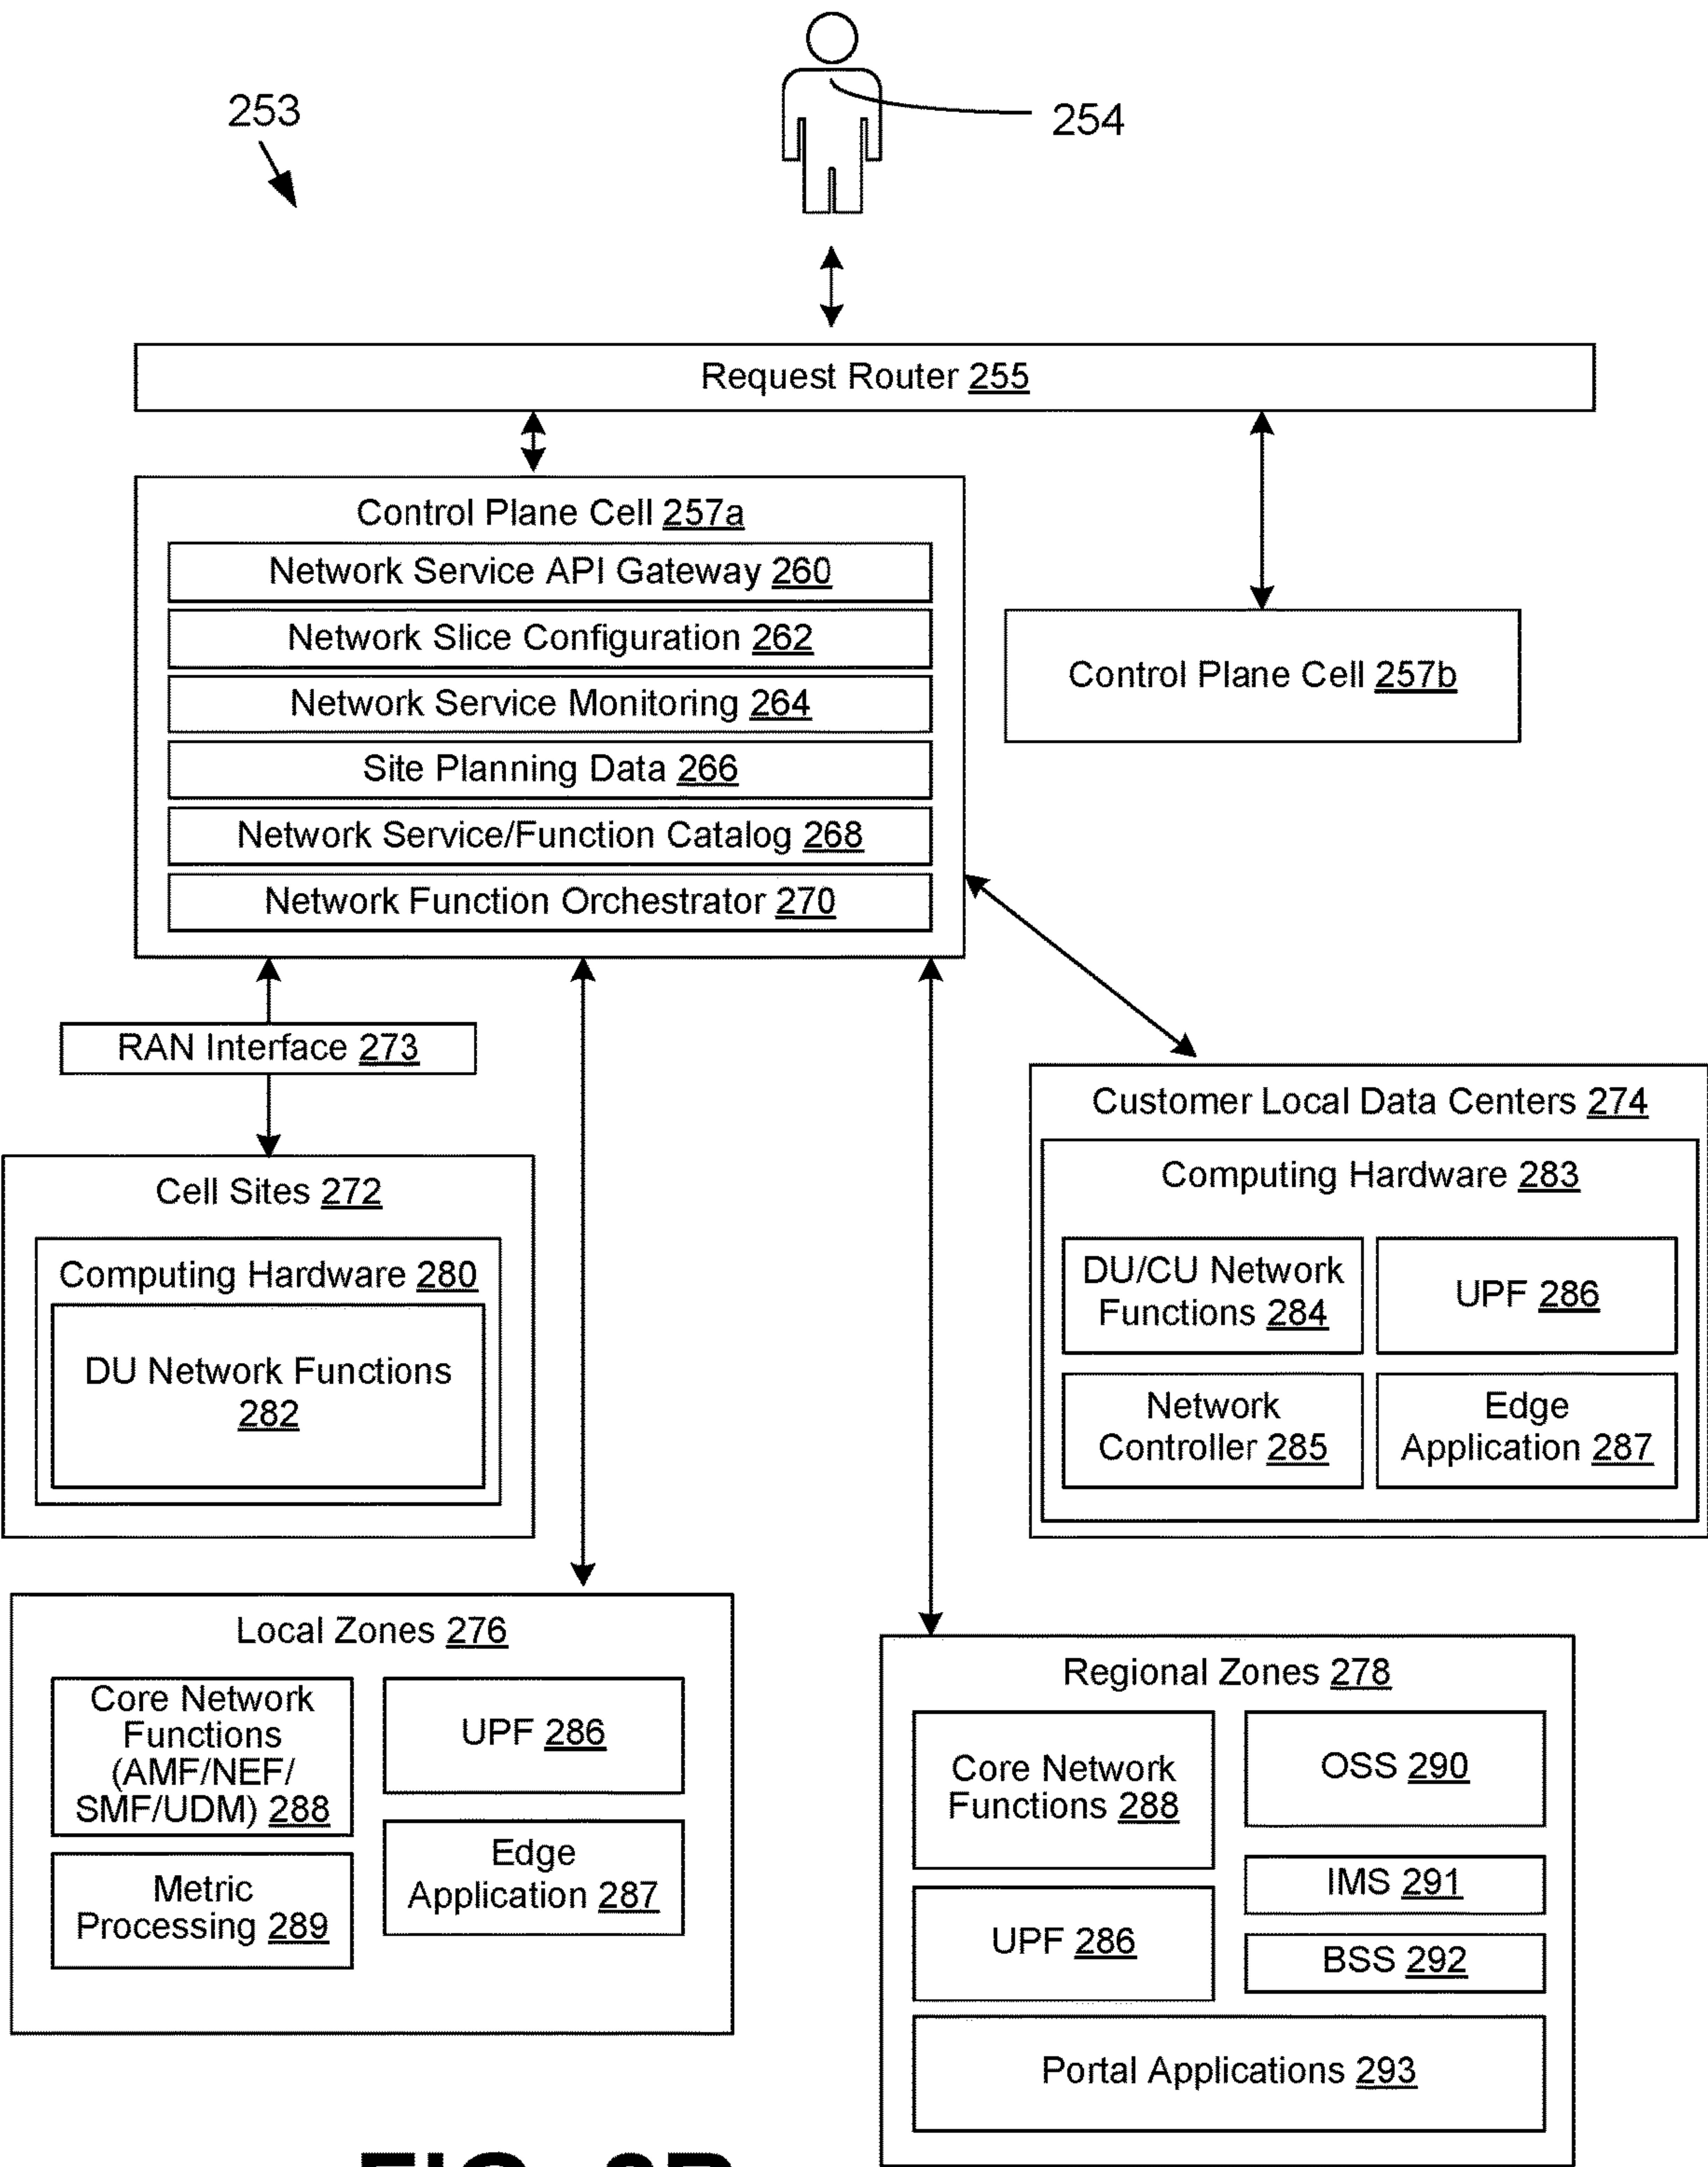 253
254
Request Router 255
Control Plane Cell 257a
Network Service API Gateway 260
Network Slice Configuration 262
Network Service Monitoring 264
Site Planning Data 266
Network Service/Function Catalog 268
Network Function Orchestrator 270
Control Plane Cell 257b
RAN Interface 273
Cell Sites 272
Computing Hardware 280
DU Network Functions
282
Customer Local Data Centers 274
Computing Hardware 283
DU/CU Network
Functions 284
UPF 286
Network
Controller 285
Edge
Application 287
Local Zones 276
Core Network
Functions
(AMF/NEF/
SMF/UDM) 288
UPF 286
Metric
Processing 289
Edge
Application 287
Regional Zones 278
Core Network
Functions 288
OSS 290
IMS 291
UPF 286
BSS 292
Portal Applications 293